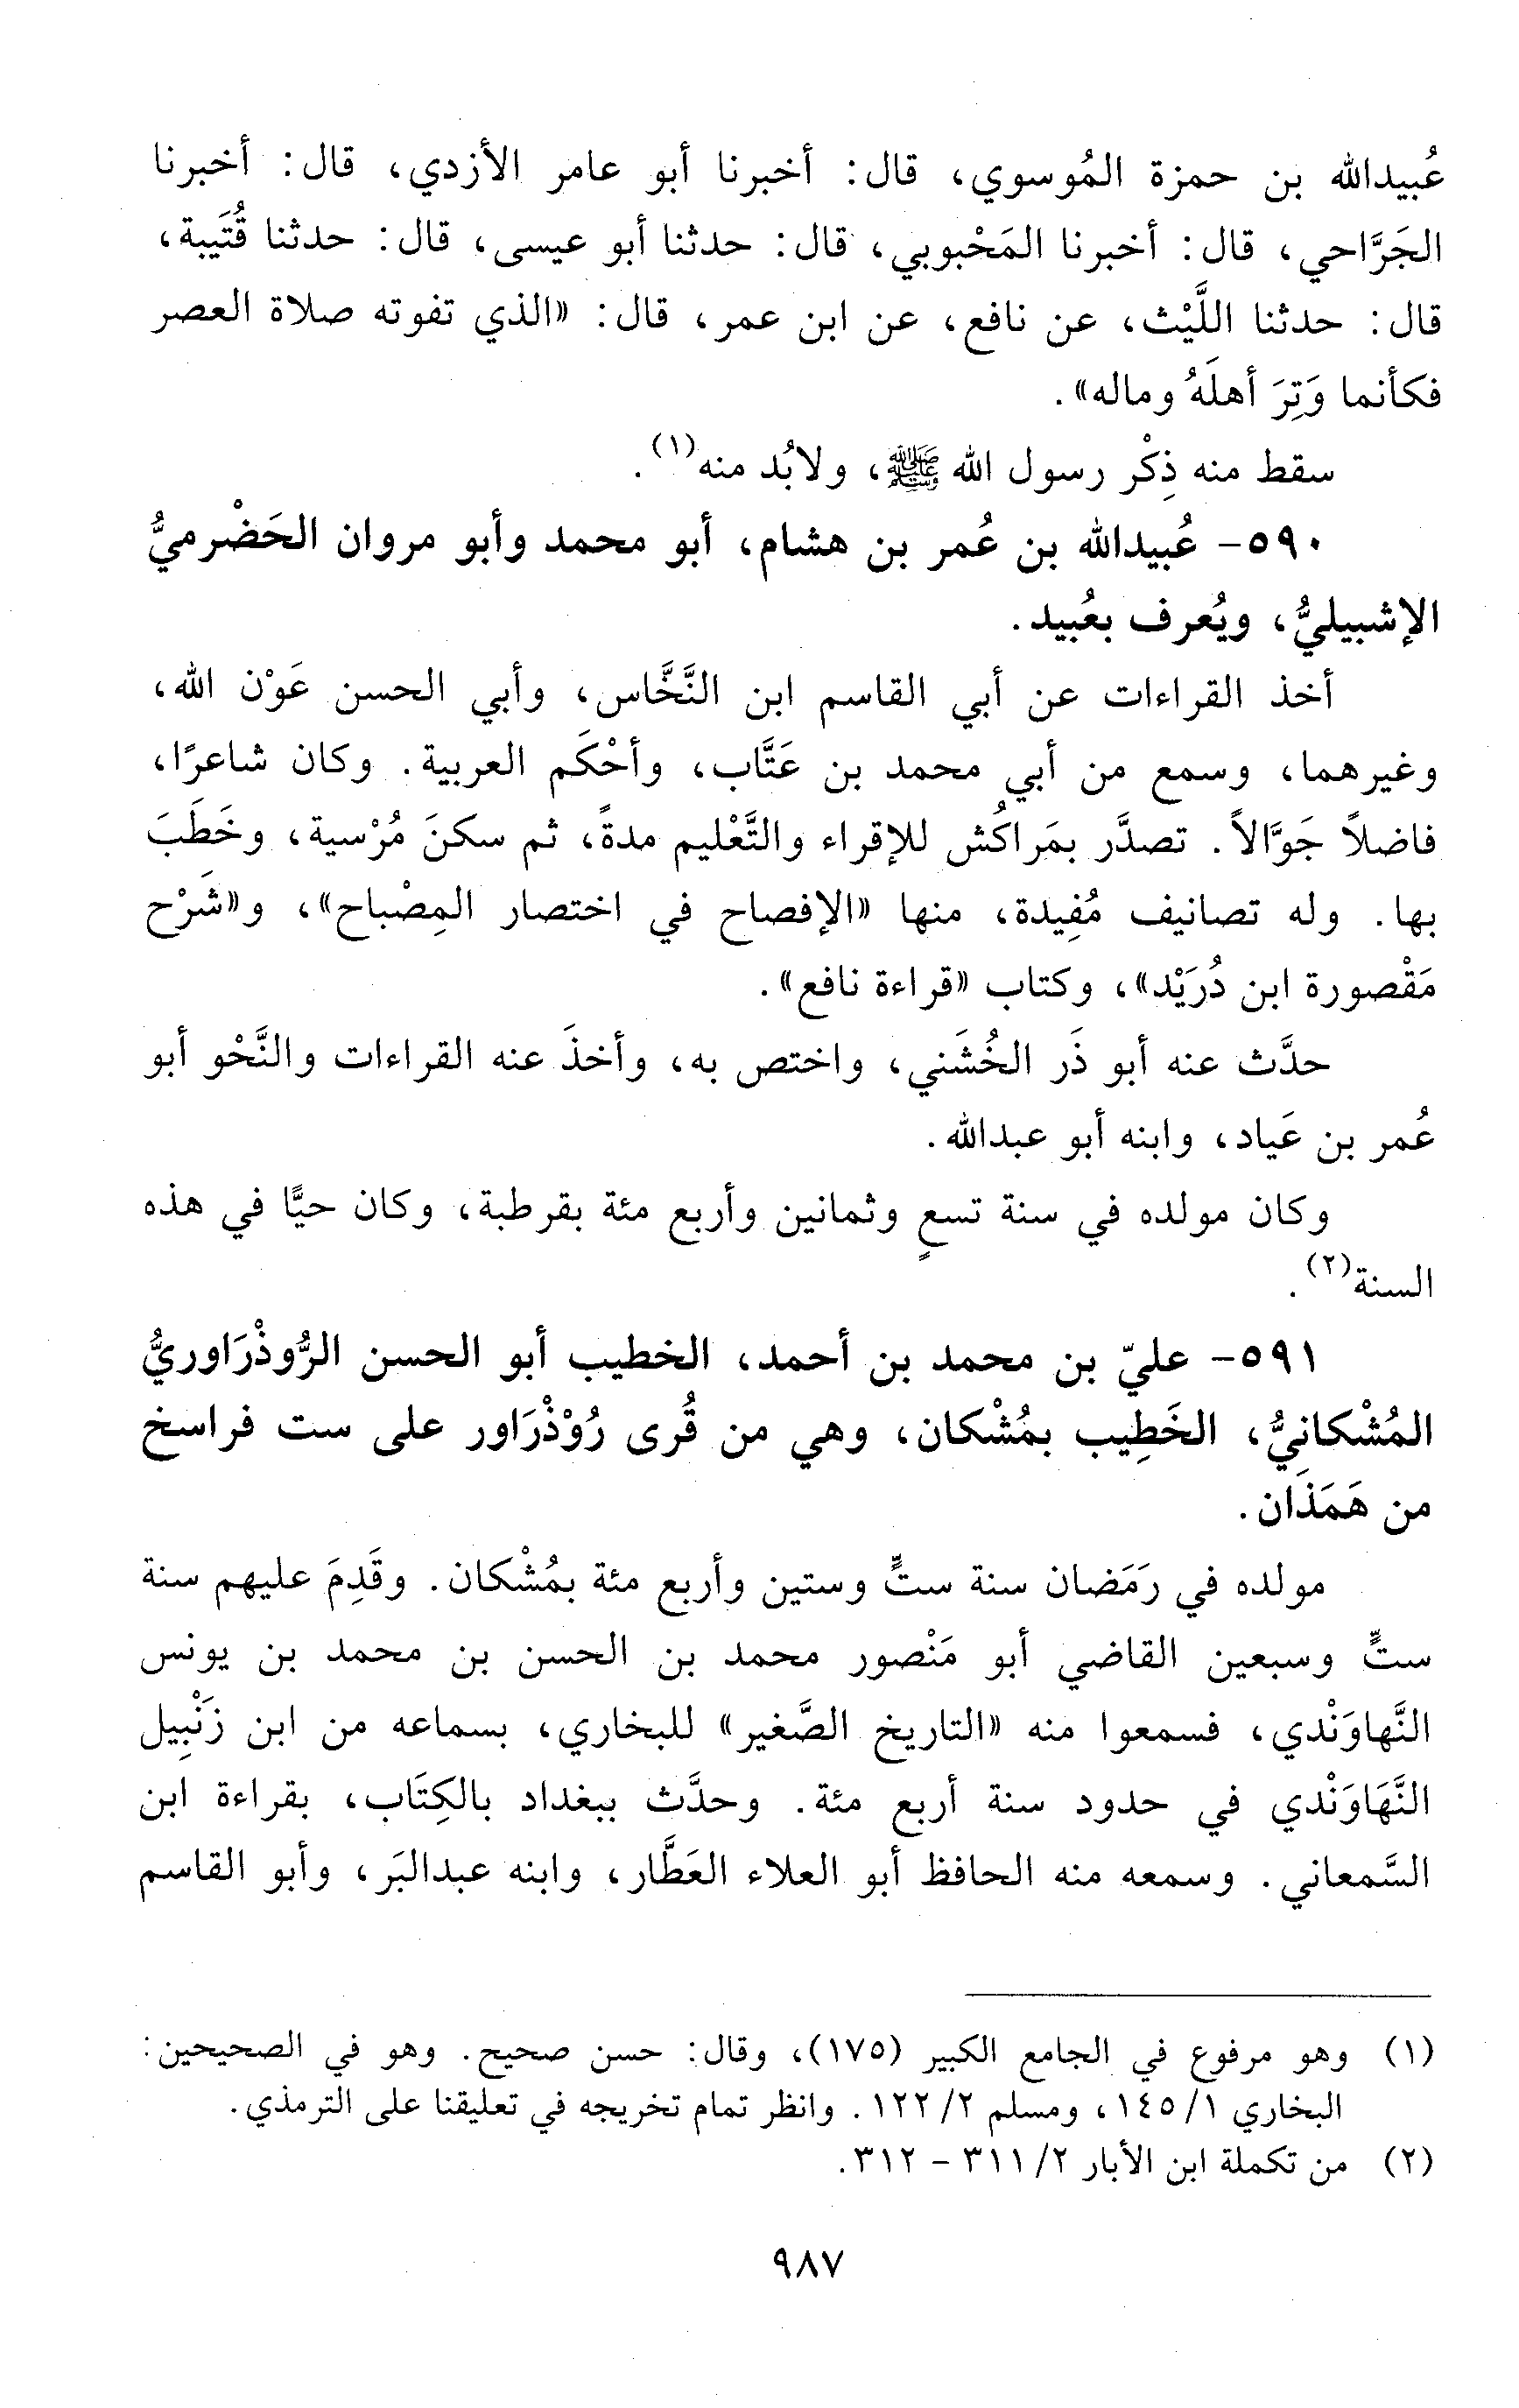 عُبيدالله بن حمزة المُوسوي، قال: أخبرنا أبو عامر الأزدي، قال: أخبرنا
الجَرَّاحي، قال: أخبرنا المَحْبوبي، قال: حدثنا أبو عيسى، قال: حدثنا قُتَيبة،
قال: حدثنا اللَّيْث، عن نافع، عن ابن عمر، قال: «الذي تفوته صلاة العصر
فكأنما وَتِرَ أهلَهُ وماله».
سقط منه ذِكْر رسول الله ﷺ، ولابُد منه(١).
٥٩٠- عُبيدالله بن عُمر بن هشام، أبو محمد وأبو مروان الحَضْرميُّ
الإشبيليُّ، ويُعرف بعُبيد.
أخذ القراءات عن أبي القاسم ابن النَّخَّاس، وأبي الحسن عَوْن الله،
وغيرهما، وسمع من أبي محمد بن عَتَّاب، وأحْكَم العربية. وكان شاعرًا،
فاضلاً جَوَّالاً. تصدَّر بمَراكُش للإقراء والتَّعْليم مدةً، ثم سكنَ مُرْسية، وخَطَبَ
بها. وله تصانيف مُفِيدة، منها «الإفصاح في اختصار المِصْباح»، و«شَرْح
مَقْصورة ابن دُرَيْد»، وكتاب «قراءة نافع».
حدَّث عنه أبو ذَر الخُشَني، واختص به، وأخذَ عنه القراءات والنَّحْو أبو
عُمر بن عَياد، وابنه أبو عبدالله.
وكان مولده في سنة تسعٍ وثمانين وأربع مئة بقرطبة، وكان حيًّا في هذه
السنة(٢).
٥٩١- عليّ بن محمد بن أحمد، الخطيب أبو الحسن الرُّوذْرَاوريُّ
المُشْكانِيُّ، الخَطِيب بمُشْكان، وهي من قُرى رُوْذْرَاور على ست فراسخ
من هَمَذَان.
مولده في رَمَضان سنة ستٍّ وستين وأربع مئة بمُشْكان. وقَدِمَ عليهم سنة
ستٍّ وسبعين القاضي أبو مَنْصور محمد بن الحسن بن محمد بن يونس
النَّهاوَنْدي، فسمعوا منه «التاريخ الصَّغير» للبخاري، بسماعه من ابن زَنْبِيل
النَّهَاوَنْدي في حدود سنة أربع مئة. وحدَّث ببغداد بالكِتَاب، بقراءة ابن
السَّمعاني. وسمعه منه الحافظ أبو العلاء العَطَّار، وابنه عبدالبَر، وأبو القاسم
(١) وهو مرفوع في الجامع الكبير (١٧٥)، وقال: حسن صحيح. وهو في الصحيحين:
البخاري ١/ ١٤٥، ومسلم ٢/ ١٢٢. وانظر تمام تخريجه في تعليقنا على الترمذي.
(٢) من تكملة ابن الأبار ٢/ ٣١١ - ٣١٢.
٩٨٧